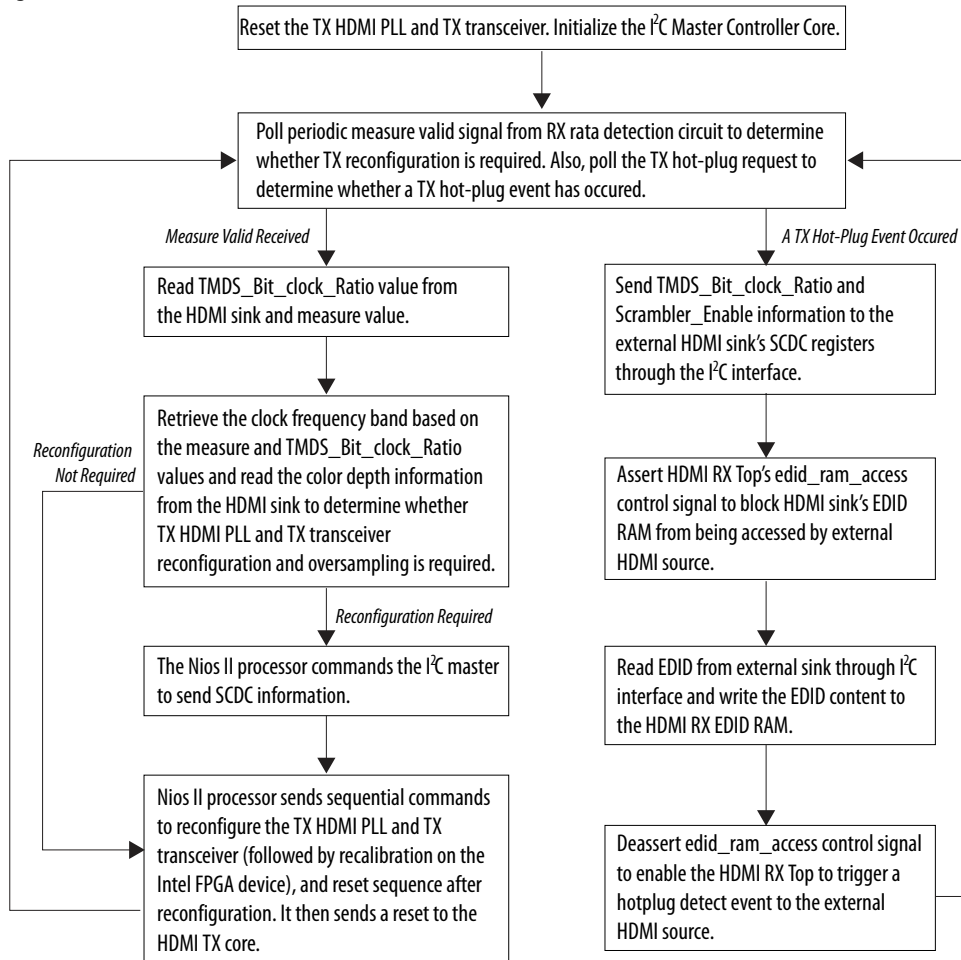 Reset the TX HDMI PLL and TX transceiver. Initialize the I²C Master Controller Core.
Poll periodic measure valid signal from RX rata detection circuit to determine
whether TX reconfiguration is required. Also, poll the TX hot-plug request to
determine whether a TX hot-plug event has occured.
Measure Valid Received
Read TMDS_Bit_clock_Ratio value from
the HDMI sink and measure value.
Retrieve the clock frequency band based on
the measure and TMDS_Bit_clock_Ratio
values and read the color depth information
from the HDMI sink to determine whether
TX HDMI PLL and TX transceiver
reconfiguration and oversampling is required.
Reconfiguration
Not Required
Reconfiguration Required
The Nios II processor commands the I²C master
to send SCDC information.
Nios II processor sends sequential commands
to reconfigure the TX HDMI PLL and TX
transceiver (followed by recalibration on the
Intel FPGA device), and reset sequence after
reconfiguration. It then sends a reset to the
HDMI TX core.
A TX Hot-Plug Event Occured
Send TMDS_Bit_clock_Ratio and
Scrambler_Enable information to the
external HDMI sink's SCDC registers
through the I²C interface.
Assert HDMI RX Top's edid_ram_access
control signal to block HDMI sink's EDID
RAM from being accessed by external
HDMI source.
Read EDID from external sink through I²C
interface and write the EDID content to
the HDMI RX EDID RAM.
Deassert edid_ram_access control signal
to enable the HDMI RX Top to trigger a
hotplug detect event to the external
HDMI source.